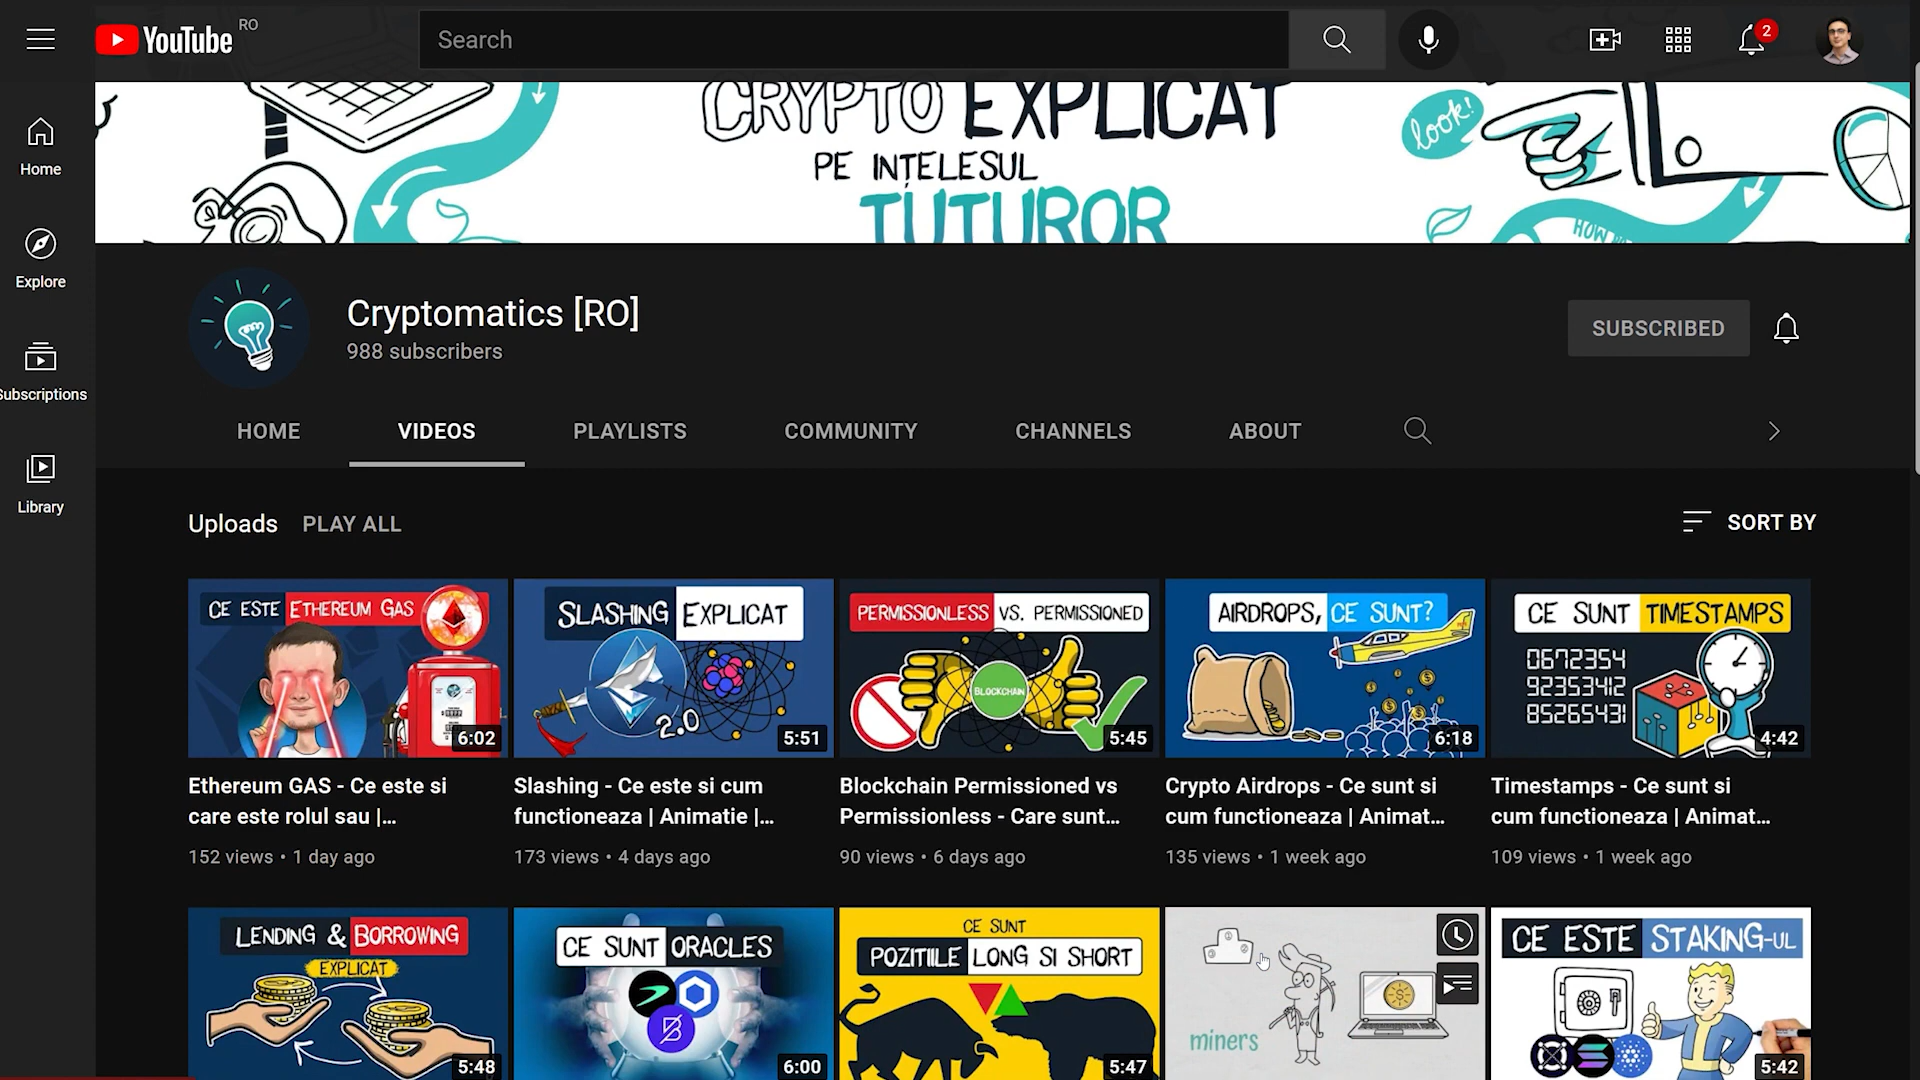 YouTube RO
Search
2
CRYPTO EXPLICAT
PE ÎNȚELESUL
TUTUROR
look!
HOW
Home
Explore
Subscriptions
Library
Cryptomatics [RO]
988 subscribers
SUBSCRIBED
HOME VIDEOS PLAYLISTS COMMUNITY CHANNELS ABOUT
Uploads PLAY ALL
SORT BY
CE ESTE ETHEREUM GAS
6:02
SLASHING EXPLICAT
2.0
5:51
PERMISSIONLESS VS. PERMISSIONED
BLOCKCHAIN
5:45
AIRDROPS, CE SUNT?
6:18
CE SUNT TIMESTAMPS
0672354
92353412
85265431
4:42
Ethereum GAS - Ce este si
care este rolul sau |...
152 views • 1 day ago
Slashing - Ce este si cum
functioneaza | Animatie |...
173 views • 4 days ago
Blockchain Permissioned vs
Permissionless - Care sunt...
90 views • 6 days ago
Crypto Airdrops - Ce sunt si
cum functioneaza | Animat...
135 views • 1 week ago
Timestamps - Ce sunt si
cum functioneaza | Animat...
109 views • 1 week ago
LENDING & BORROWING
EXPLICAT
5:48
CE SUNT ORACLES
6:00
CE SUNT
POZITIILE LONG SI SHORT
5:47
miners
CE ESTE STAKING-UL
5:42